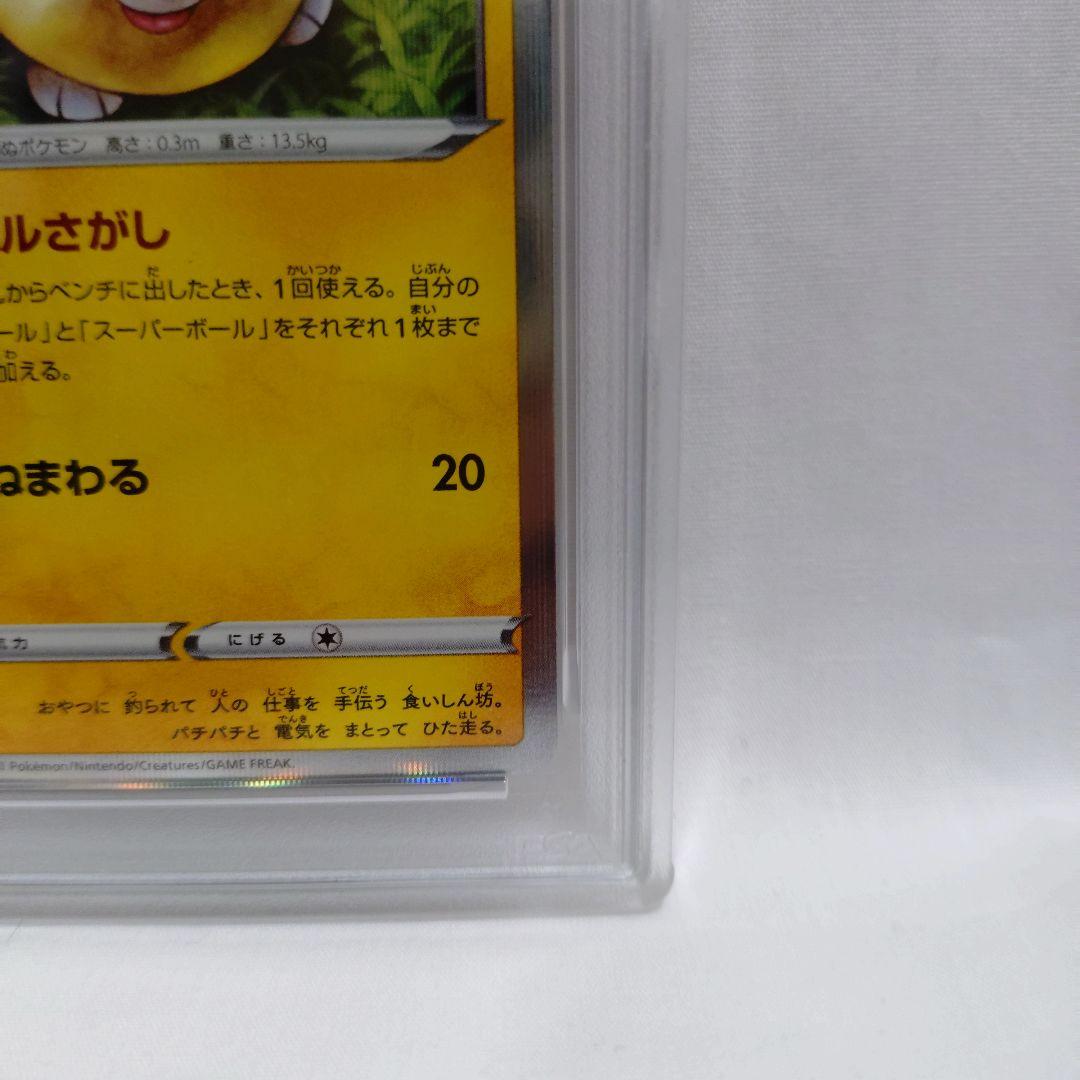 ぬポケモン 高さ:0.3m 重さ:13.5kg
ルさがし
からベンチに出したとき、1回使える。自分の
ール」と「スーパーボール」をそれぞれ1枚まで
加える。
ねまわる 20
力 にげる
おやつに 釣られて 人の 仕事を 手伝う 食いしん坊。
パチパチと 電気を まとって ひた走る。
Pokémon/Nintendo/Creatures/GAME FREAK.